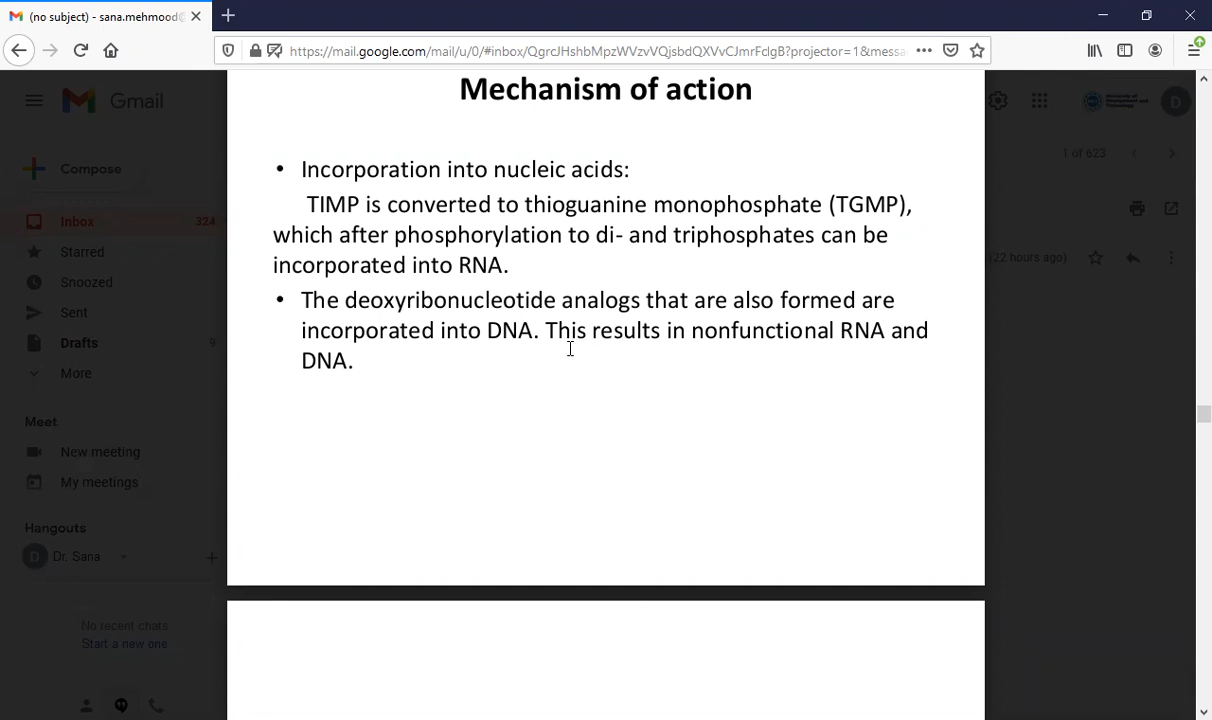 (no subject) - sana.mehmood@
https://mail.google.com/mail/u/0/#inbox/QgrcJHshbMpzWVzvVQjsbdQXVvCJmrFclgB?projector=1&messa
Gmail
1 of 623
Compose
Inbox 324
Starred
Snoozed
Sent
Drafts 9
More
(22 hours ago)
Meet
New meeting
My meetings
Hangouts
D Dr. Sana
No recent chats
Start a new one
Mechanism of action
• Incorporation into nucleic acids:
TIMP is converted to thioguanine monophosphate (TGMP),
which after phosphorylation to di- and triphosphates can be
incorporated into RNA.
• The deoxyribonucleotide analogs that are also formed are
incorporated into DNA. This results in nonfunctional RNA and
DNA.